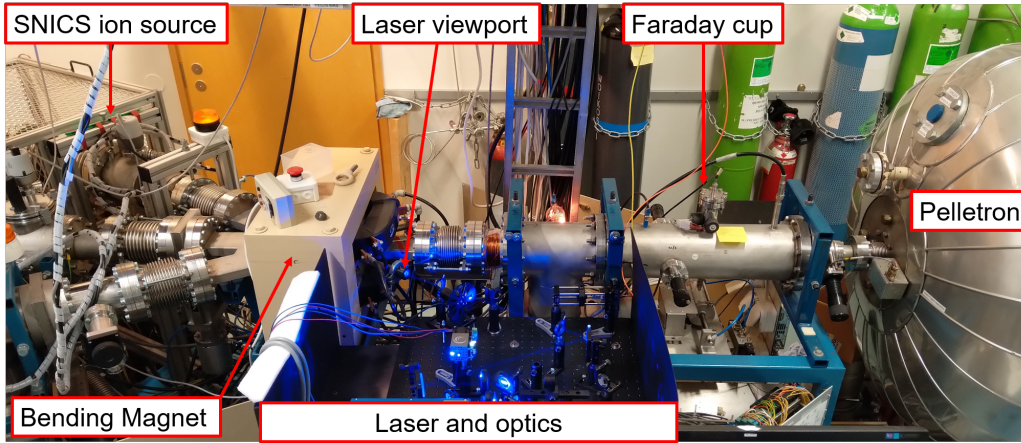 SNICS ion source
Laser viewport
Faraday cup
Pelletron
Bending Magnet
Laser and optics